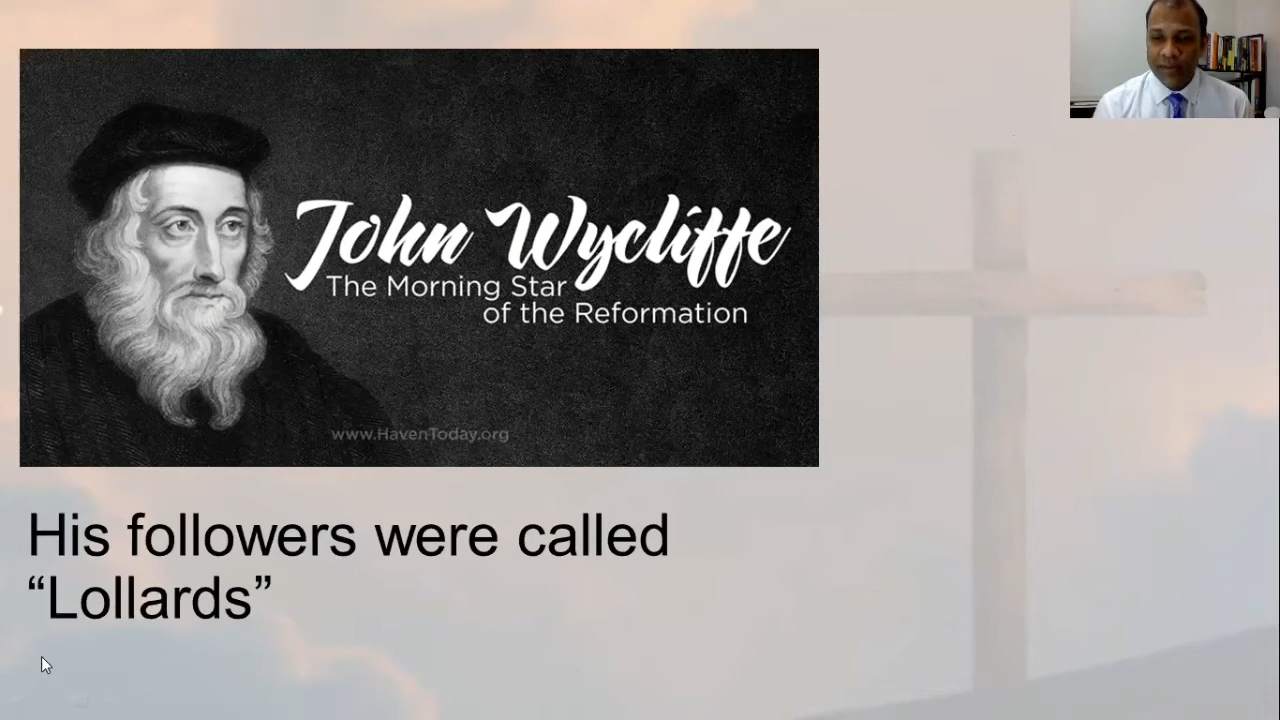 John Wycliffe
The Morning Star
of the Reformation
www.HavenToday.org
His followers were called
“Lollards”